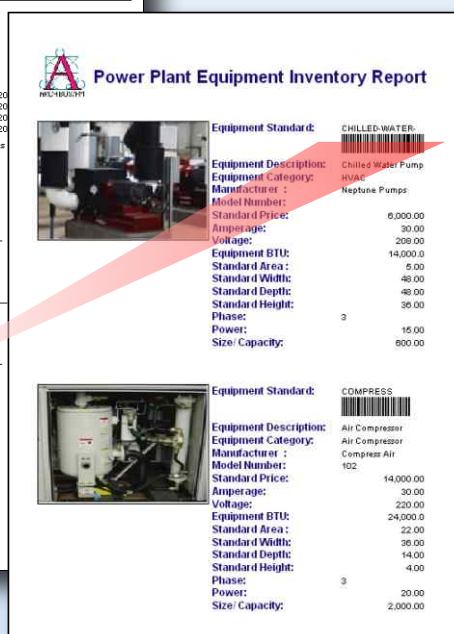 ARCHIBUS/FM
Power Plant Equipment Inventory Report
Equipment Standard: CHILLED-WATER-
Equipment Description: Chilled Water Pump
Equipment Category: HVAC
Manufacturer : Neptune Pumps
Model Number:
Standard Price: 6,000.00
Amperage: 30.00
Voltage: 208.00
Equipment BTU: 14,000.0
Standard Area : 5.00
Standard Width: 48.00
Standard Depth: 48.00
Standard Height: 36.00
Phase: 3
Power: 15.00
Size/ Capacity: 600.00
Equipment Standard: COMPRESS
Equipment Description: Air Compressor
Equipment Category: Air Compressor
Manufacturer : Compress Air
Model Number: 102
Standard Price: 14,000.00
Amperage: 30.00
Voltage: 220.00
Equipment BTU: 24,000.0
Standard Area : 22.00
Standard Width: 36.00
Standard Depth: 14.00
Standard Height: 4.00
Phase: 3
Power: 20.00
Size/ Capacity: 2,000.00